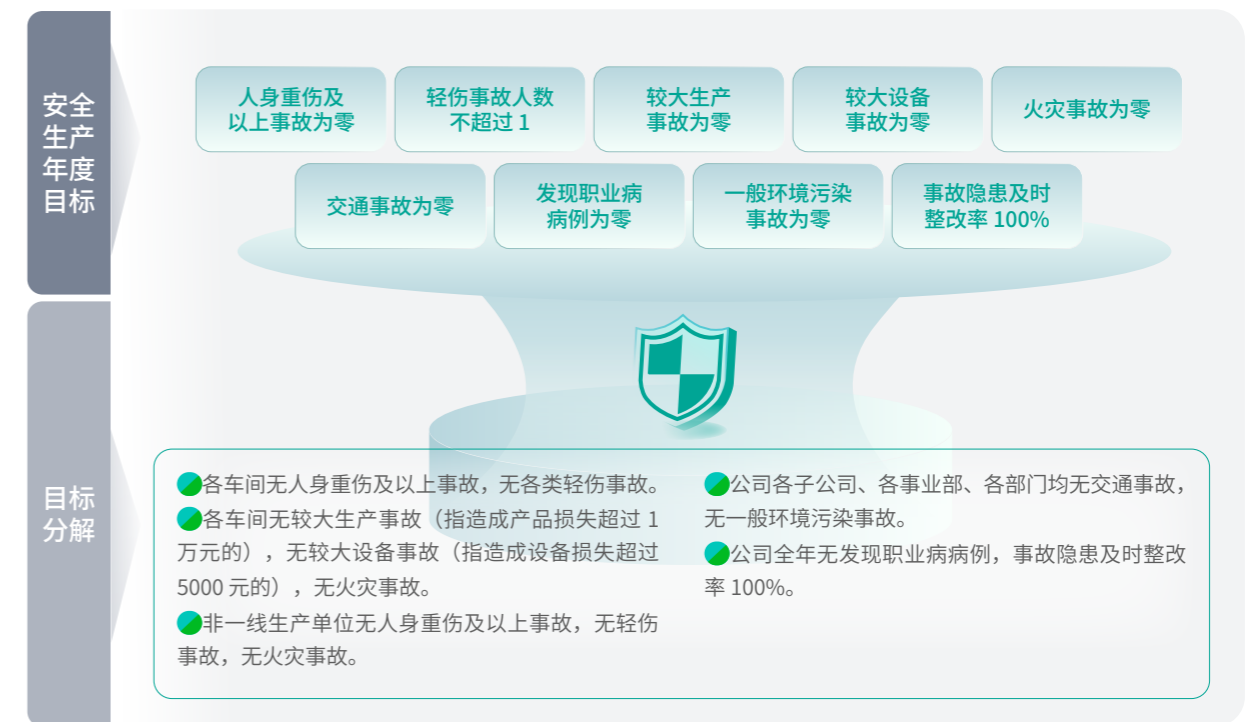 安全
生产
年度
目标
人身重伤及
以上事故为零
轻伤事故人数
不超过 1
较大生产
事故为零
较大设备
事故为零
火灾事故为零
交通事故为零
发现职业病
病例为零
一般环境污染
事故为零
事故隐患及时
整改率 100%
目标
分解
各车间无人身重伤及以上事故，无各类轻伤事故。
各车间无较大生产事故（指造成产品损失超过 1
万元的），无较大设备事故（指造成设备损失超过
5000 元的），无火灾事故。
非一线生产单位无人身重伤及以上事故，无轻伤
事故，无火灾事故。
公司各子公司、各事业部、各部门均无交通事故，
无一般环境污染事故。
公司全年无发现职业病病例，事故隐患及时整改
率 100%。